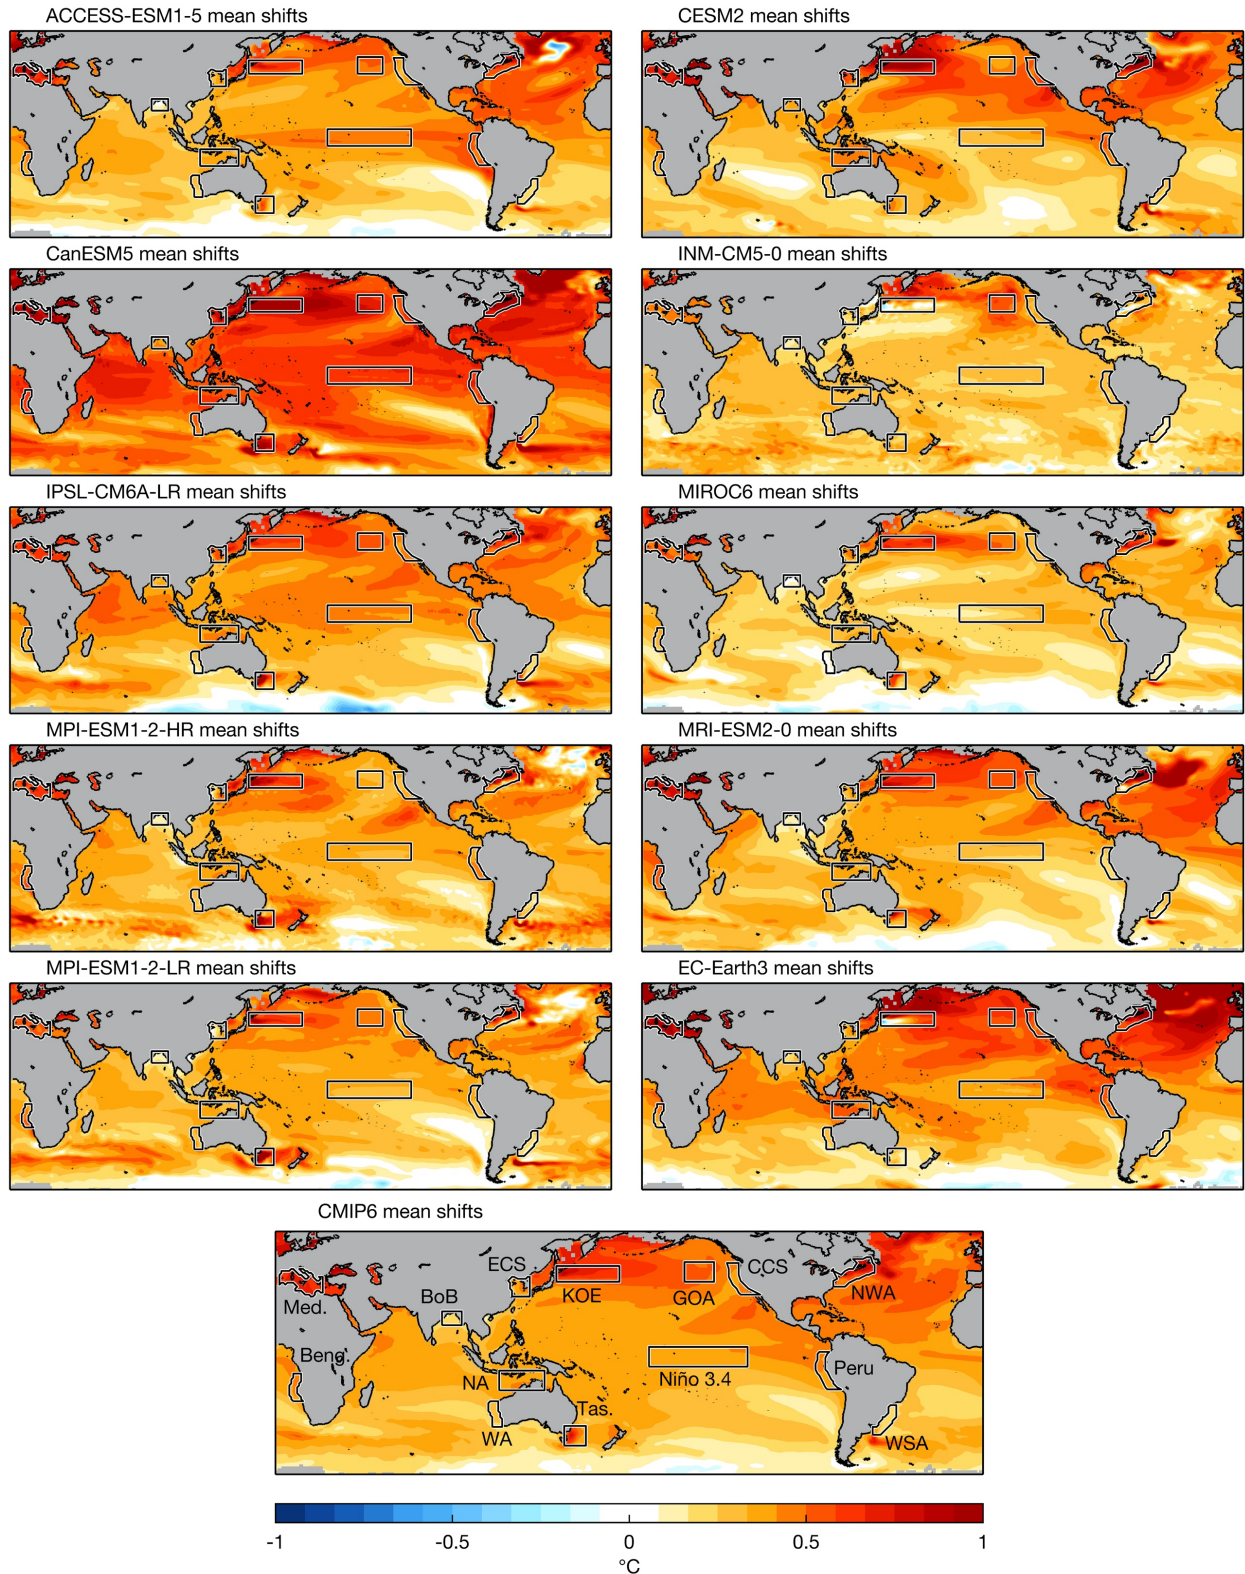 ACCESS-ESM1-5 mean shifts
CESM2 mean shifts
CanESM5 mean shifts
INM-CM5-0 mean shifts
IPSL-CM6A-LR mean shifts
MIROC6 mean shifts
MPI-ESM1-2-HR mean shifts
MRI-ESM2-0 mean shifts
MPI-ESM1-2-LR mean shifts
EC-Earth3 mean shifts
CMIP6 mean shifts
ECS
CCS
KOE
GOA
NWA
Med.
BoB
Beng.
NA
Niño 3.4
Peru
Tas.
WA
WSA
-1 -0.5 0 0.5 1
°C